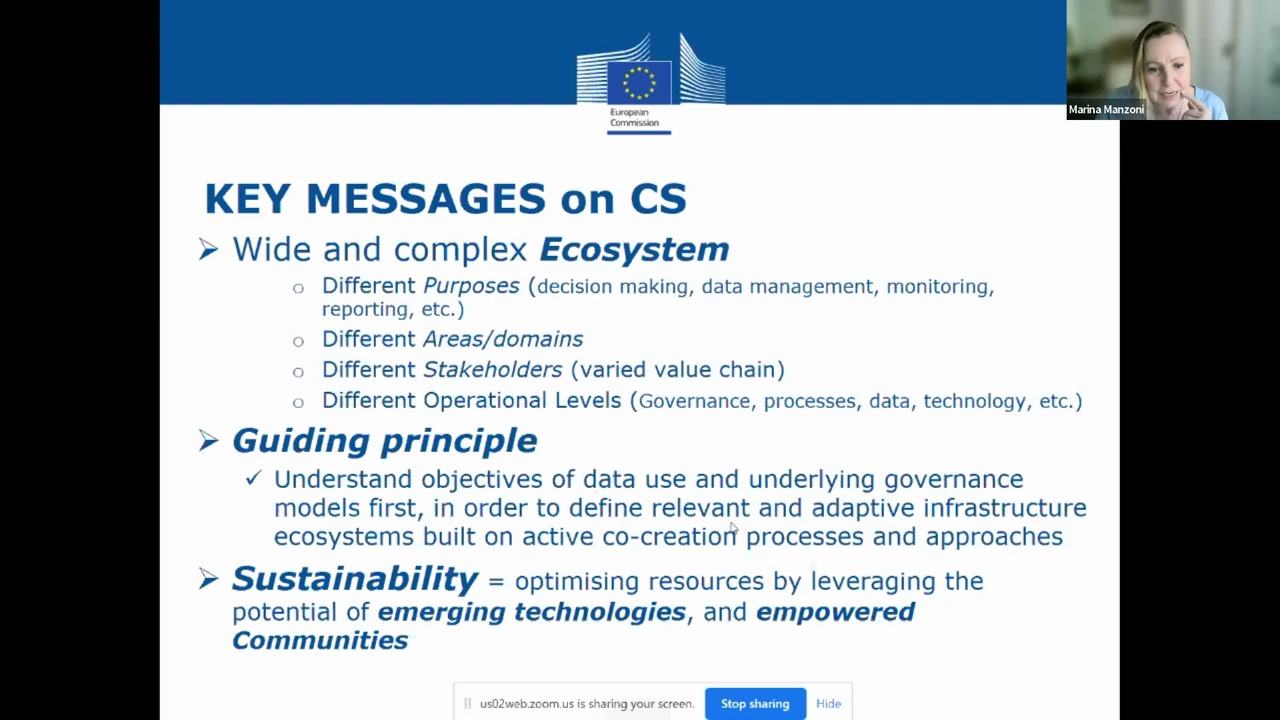 European
Commission
Marina Manzoni
KEY MESSAGES on CS
Wide and complex Ecosystem
Different Purposes (decision making, data management, monitoring,
reporting, etc.)
Different Areas/domains
Different Stakeholders (varied value chain)
Different Operational Levels (Governance, processes, data, technology, etc.)
Guiding principle
Understand objectives of data use and underlying governance
models first, in order to define relevant and adaptive infrastructure
ecosystems built on active co-creation processes and approaches
Sustainability = optimising resources by leveraging the
potential of emerging technologies, and empowered
Communities
us02web.zoom.us is sharing your screen. Stop sharing Hide